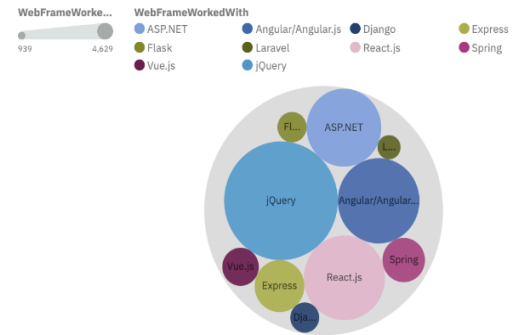 WebFrameWorke... WebFrameWorkedWith
939 4,629
ASP.NET Angular/Angular.js Django Express
Flask Laravel React.js Spring
Vue.js jQuery
Fl... ASP.NET
L...
jQuery Angular/Angular...
Vue.js Express React.js Spring
Dja...